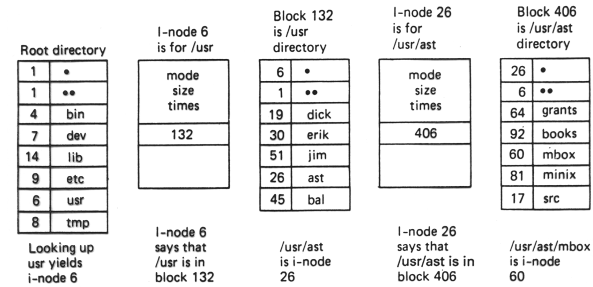 Root directory
1 •
1 ••
4 bin
7 dev
14 lib
9 etc
6 usr
8 tmp
Looking up
usr yields
i-node 6
I-node 6
is for /usr
mode
size
times
132
I-node 6
says that
/usr is in
block 132
Block 132
is /usr
directory
6 •
1 ••
19 dick
30 erik
51 jim
26 ast
45 bal
/usr/ast
is i-node
26
I-node 26
is for
/usr/ast
mode
size
times
406
I-node 26
says that
/usr/ast is in
block 406
Block 406
is /usr/ast
directory
26 •
6 ••
64 grants
92 books
60 mbox
81 minix
17 src
/usr/ast/mbox
is i-node
60